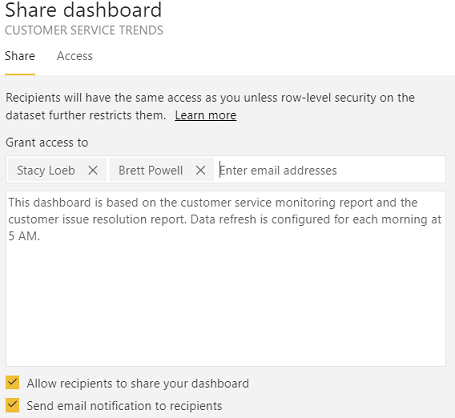 Share dashboard
CUSTOMER SERVICE TRENDS
Share Access
Recipients will have the same access as you unless row-level security on the
dataset further restricts them. Learn more
Grant access to
Stacy Loeb Brett Powell Enter email addresses
This dashboard is based on the customer service monitoring report and the
customer issue resolution report. Data refresh is configured for each morning at
5 AM.
Allow recipients to share your dashboard
Send email notification to recipients